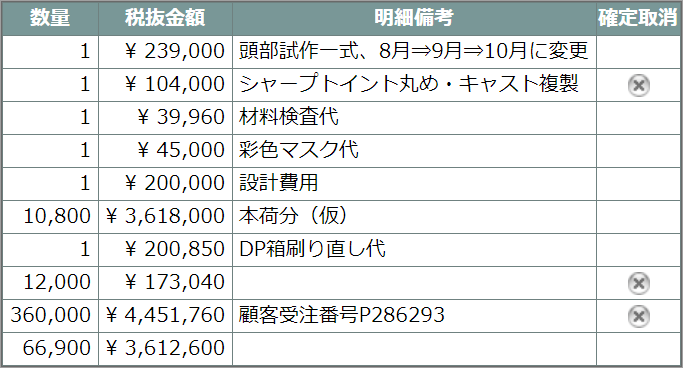 数量 税抜金額 明細備考 確定取消
1 ¥ 239,000 頭部試作一式、8月⇒9月⇒10月に変更
1 ¥ 104,000 シャープトイント丸め・キャスト複製
1 ¥ 39,960 材料検査代
1 ¥ 45,000 彩色マスク代
1 ¥ 200,000 設計費用
10,800 ¥ 3,618,000 本荷分（仮）
1 ¥ 200,850 DP箱刷り直し代
12,000 ¥ 173,040
360,000 ¥ 4,451,760 顧客受注番号P286293
66,900 ¥ 3,612,600